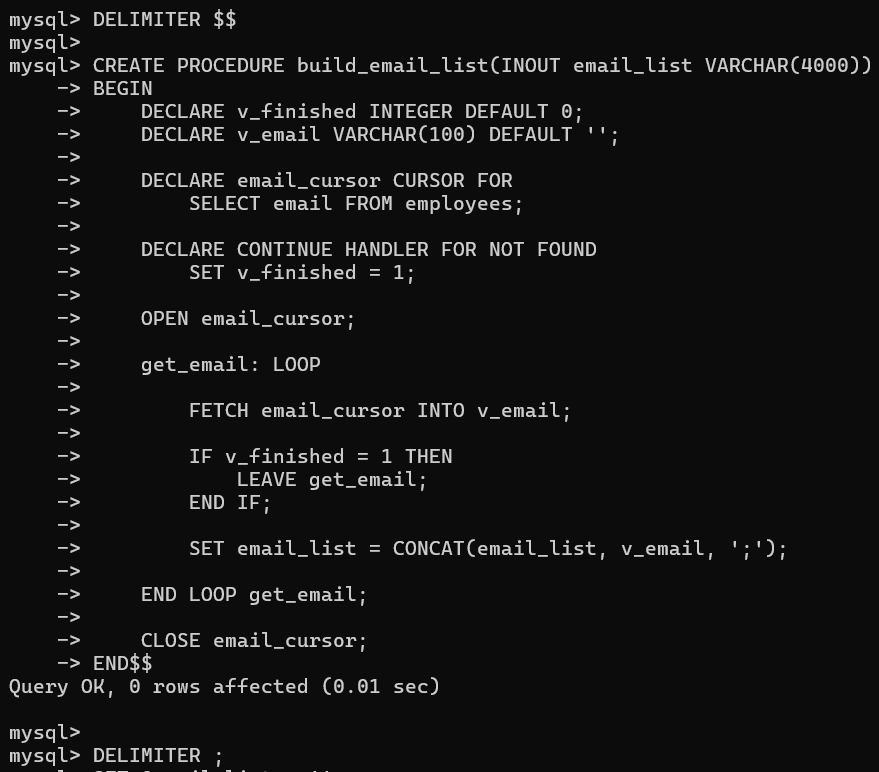 mysql> DELIMITER $$
mysql>
mysql> CREATE PROCEDURE build_email_list(INOUT email_list VARCHAR(4000))
    -> BEGIN
    ->     DECLARE v_finished INTEGER DEFAULT 0;
    ->     DECLARE v_email VARCHAR(100) DEFAULT '';
    ->
    ->     DECLARE email_cursor CURSOR FOR
    ->         SELECT email FROM employees;
    ->
    ->     DECLARE CONTINUE HANDLER FOR NOT FOUND
    ->         SET v_finished = 1;
    ->
    ->     OPEN email_cursor;
    ->
    ->     get_email: LOOP
    ->
    ->         FETCH email_cursor INTO v_email;
    ->
    ->         IF v_finished = 1 THEN
    ->             LEAVE get_email;
    ->         END IF;
    ->
    ->         SET email_list = CONCAT(email_list, v_email, ';');
    ->
    ->     END LOOP get_email;
    ->
    ->     CLOSE email_cursor;
    -> END$$
Query OK, 0 rows affected (0.01 sec)

mysql>
mysql> DELIMITER ;